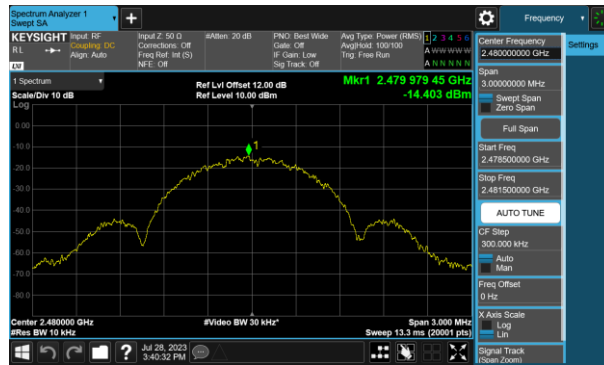 Spectrum Analyzer 1
Swept SA
Frequency
KEYSIGHT
Input: RF
Coupling: DC
Align: Auto
RL
LXI
Input Z: 50 Ω
Corrections: Off
Freq Ref: Int (S)
NFE: Off
#Atten: 20 dB
PNO: Best Wide
Gate: Off
IF Gain: Low
Sig Track: Off
Avg Type: Power (RMS)
Avg|Hold: 100/100
Trig: Free Run
1 2 3 4 5 6
A W W W W W
A N N N N N
Center Frequency
2.480000000 GHz
Settings
1 Spectrum
Scale/Div 10 dB
Log
Ref Lvl Offset 12.00 dB
Ref Level 10.00 dBm
Mkr1 2.479 979 45 GHz
-14.403 dBm
Span
3.00000000 MHz
Swept Span
Zero Span
Full Span
Start Freq
2.478500000 GHz
Stop Freq
2.481500000 GHz
AUTO TUNE
CF Step
300.000 kHz
Auto
Man
Freq Offset
0 Hz
X Axis Scale
Log
Lin
Signal Track
(Span Zoom)
0.00
-10.0
-20.0
-30.0
-40.0
-50.0
-60.0
-70.0
-80.0
1
Center 2.480000 GHz
#Res BW 10 kHz
#Video BW 30 kHz*
Span 3.000 MHz
Sweep 13.3 ms (20001 pts)
?
Jul 28, 2023
3:40:32 PM